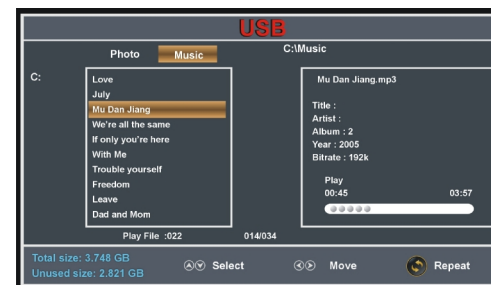 USB
Photo
Music
C:\Music
C:
Love
July
Mu Dan Jiang
We're all the same
If only you're here
With Me
Trouble yourself
Freedom
Leave
Dad and Mom
Play File :022
014/034
Mu Dan Jiang.mp3
Title :
Artist :
Album : 2
Year : 2005
Bitrate : 192k
Play
00:45
03:57
Total size: 3.748 GB
Unused size: 2.821 GB
Select
Move
Repeat